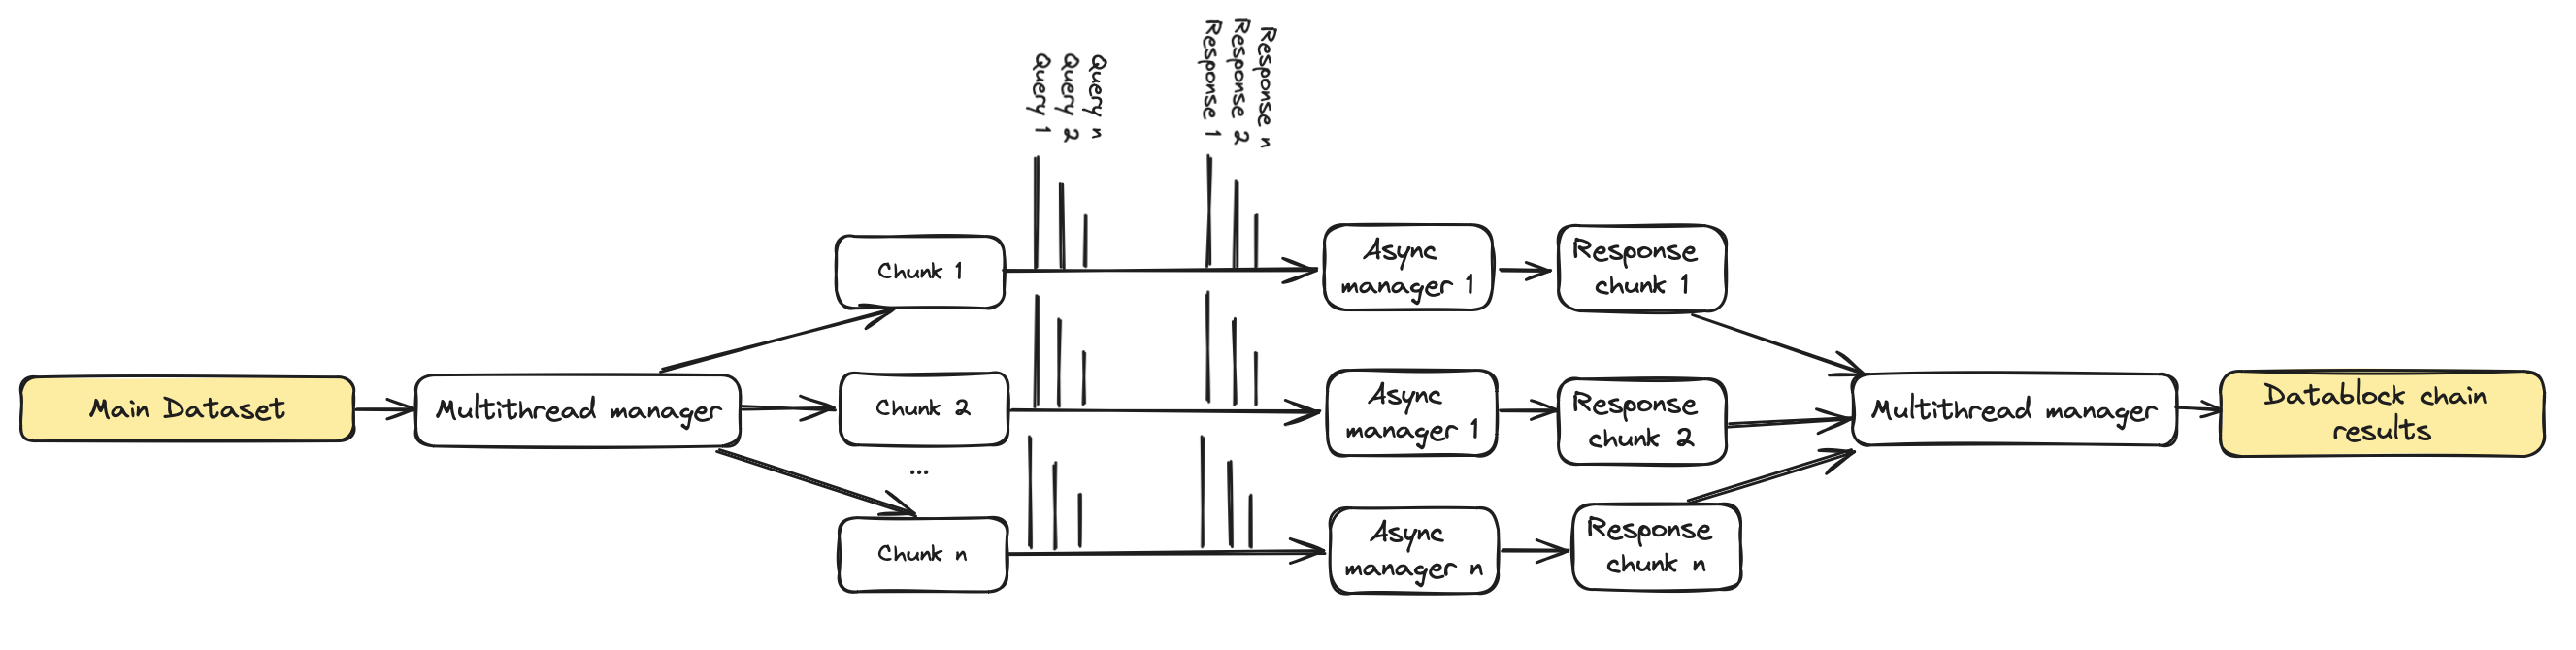 Query 1
Query 2
Query n
Response 1
Response 2
Response n
Main Dataset
Multithread manager
Chunk 1
Chunk 2
...
Chunk n
Async
manager 1
Async
manager 1
Async
manager n
Response
chunk 1
Response
chunk 2
Response
chunk n
Multithread manager
Datablock chain
results